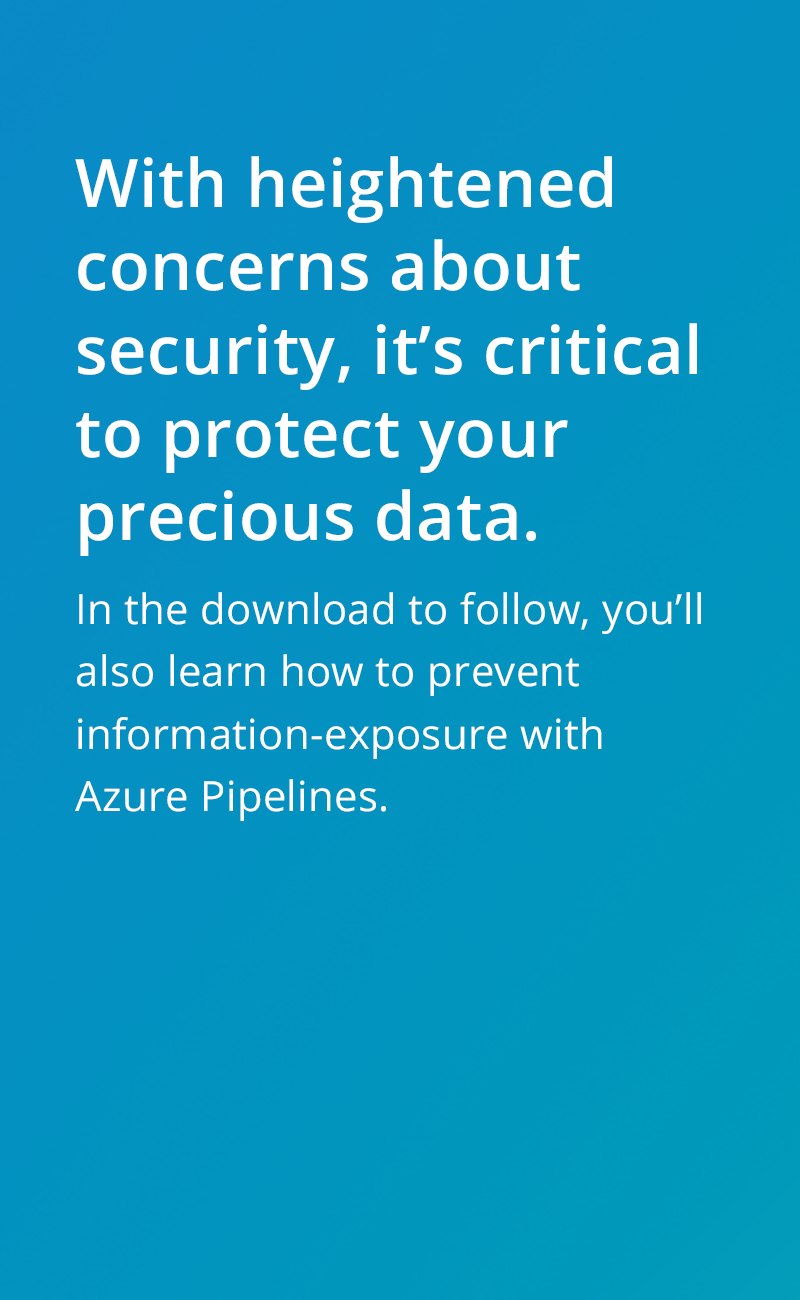 With heightened
concerns about
security, it’s critical
to protect your
precious data.
In the download to follow, you’ll
also learn how to prevent
information-exposure with
Azure Pipelines.